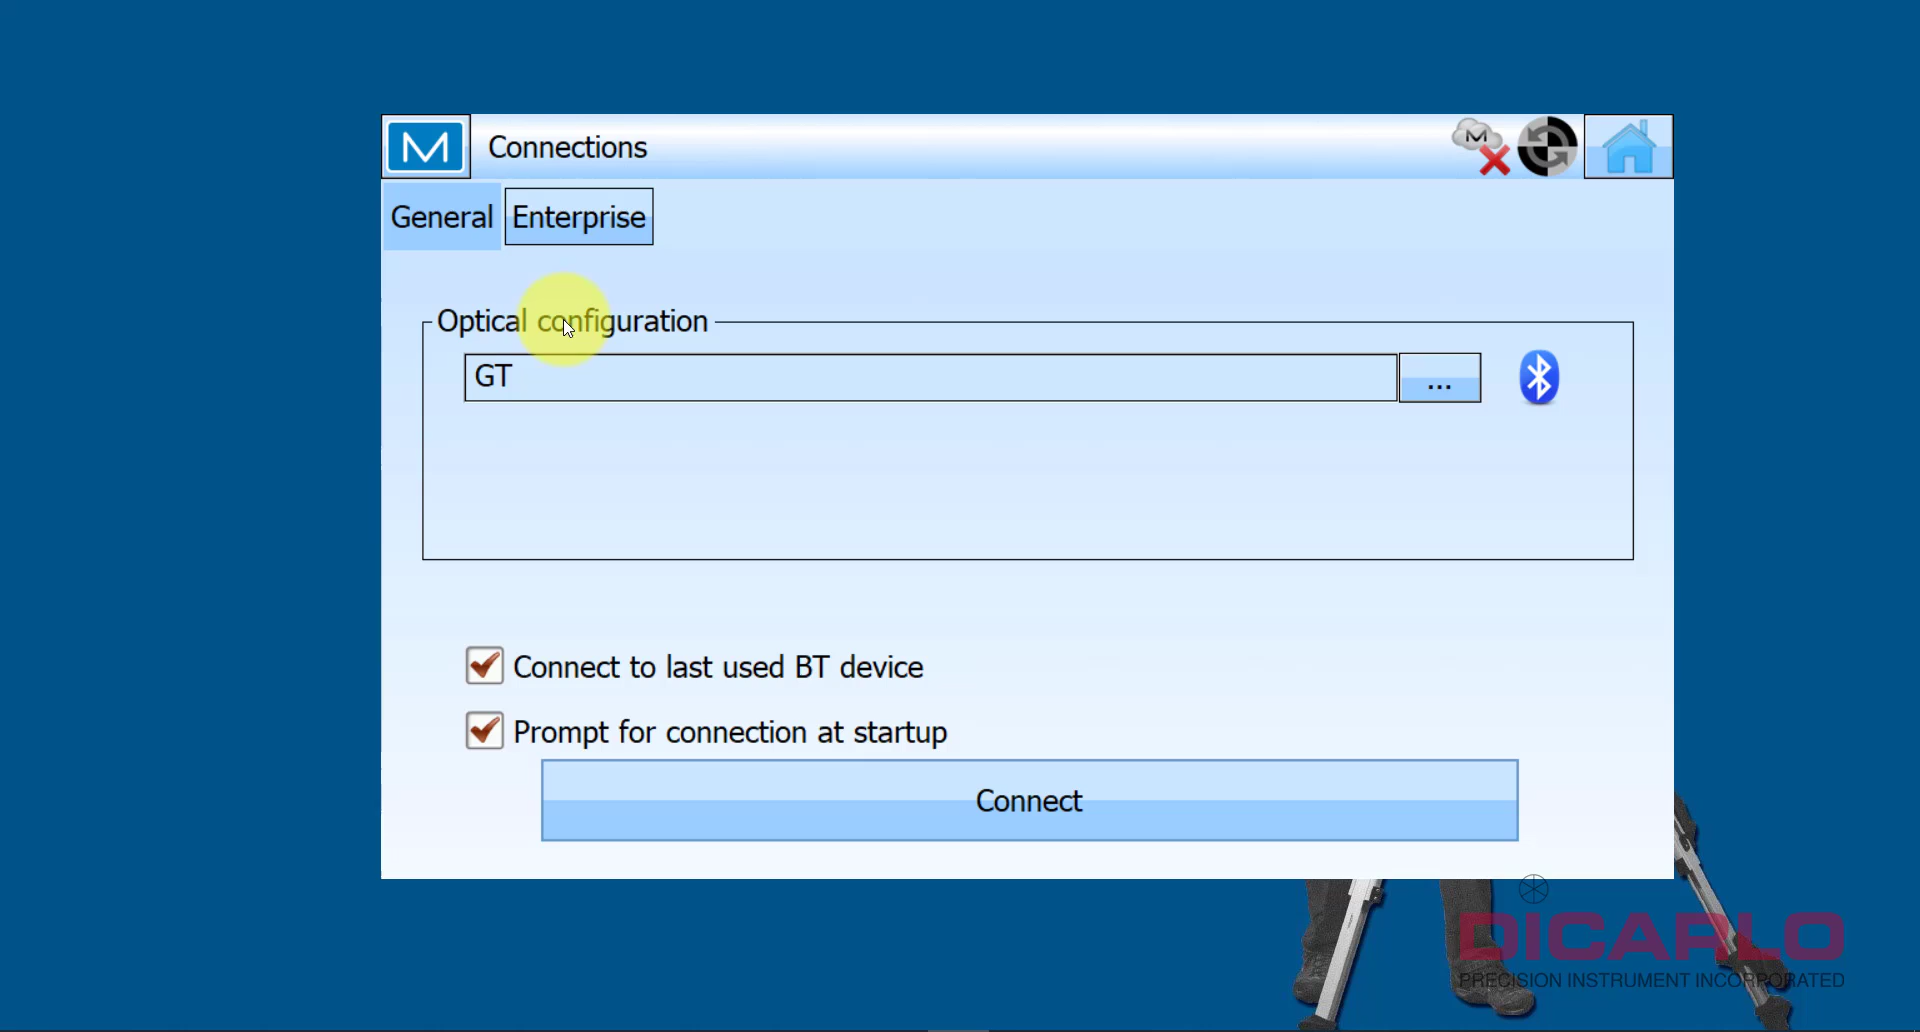 M Connections M
General Enterprise
Optical configuration
GT ...
Connect to last used BT device
Prompt for connection at startup
Connect
DICARLO
PRECISION INSTRUMENT INCORPORATED